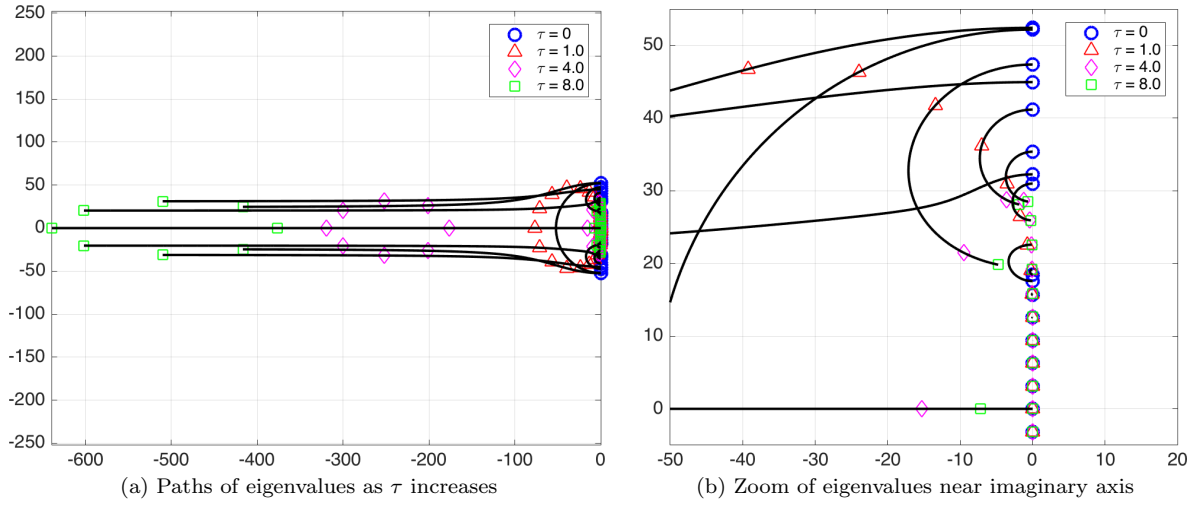 250
200
150
100
50
0
-50
-100
-150
-200
-250
-600 -500 -400 -300 -200 -100 0
τ = 0
τ = 1.0
τ = 4.0
τ = 8.0
(a) Paths of eigenvalues as τ increases
50
40
30
20
10
0
-50 -40 -30 -20 -10 0 10 20
τ = 0
τ = 1.0
τ = 4.0
τ = 8.0
(b) Zoom of eigenvalues near imaginary axis